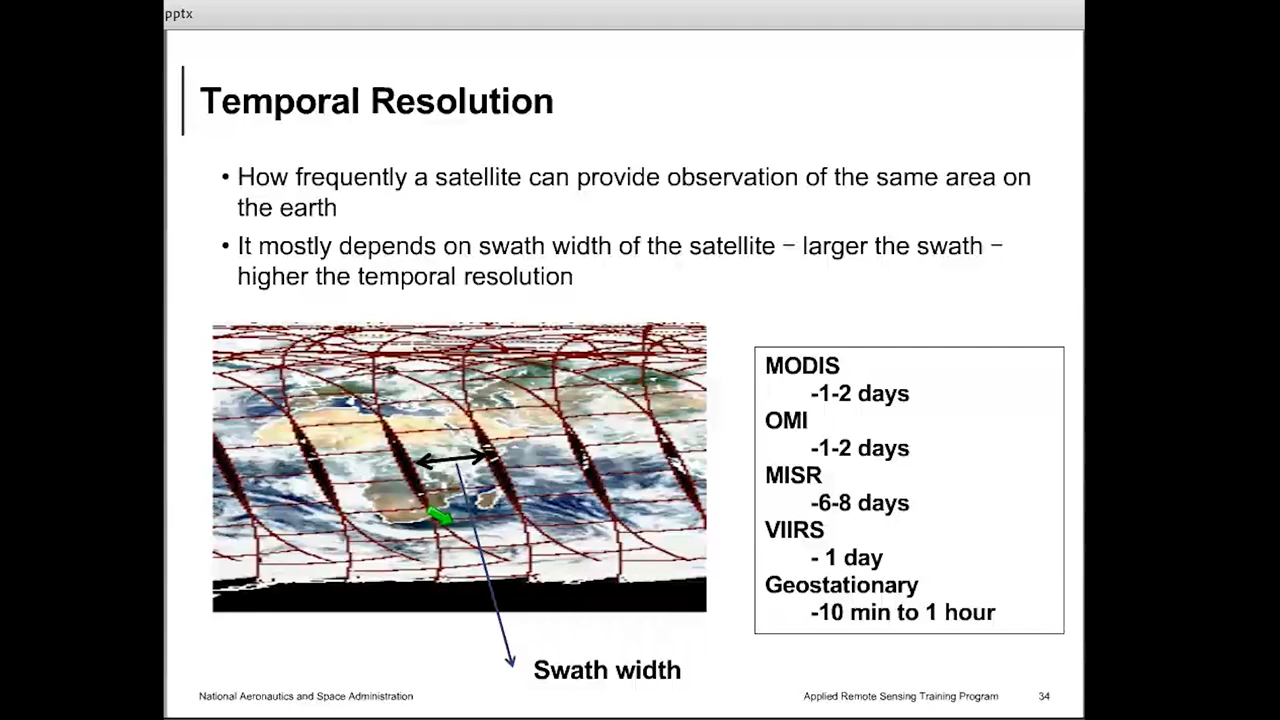 pptx
Temporal Resolution
• How frequently a satellite can provide observation of the same area on
the earth
• It mostly depends on swath width of the satellite – larger the swath –
higher the temporal resolution
MODIS
-1-2 days
OMI
-1-2 days
MISR
-6-8 days
VIIRS
- 1 day
Geostationary
-10 min to 1 hour
Swath width
National Aeronautics and Space Administration
Applied Remote Sensing Training Program
34